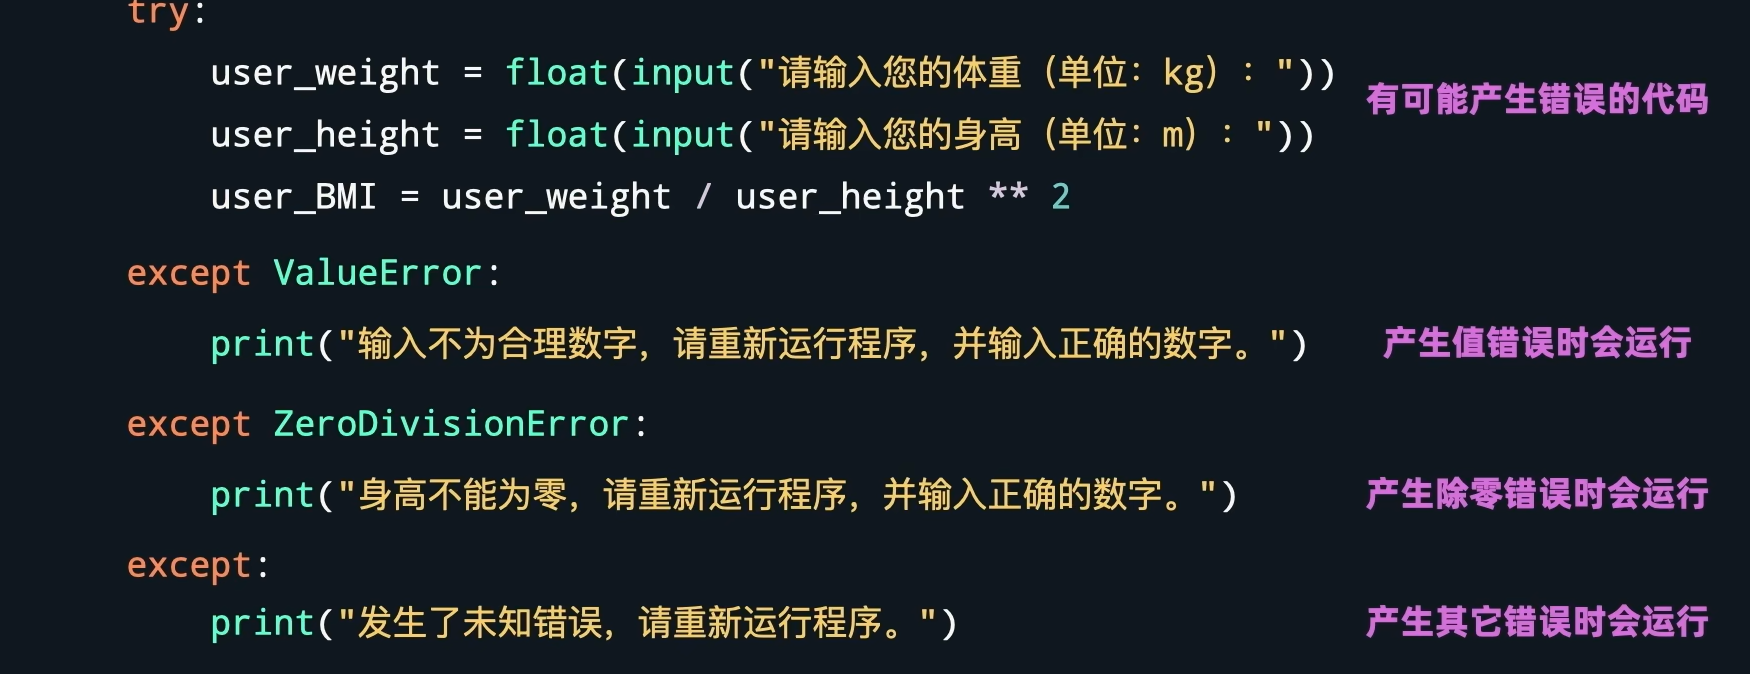 try:
user_weight = float(input("请输入您的体重（单位：kg）："))
有可能产生错误的代码
user_height = float(input("请输入您的身高（单位：m）："))
user_BMI = user_weight / user_height ** 2
except ValueError:
print("输入不为合理数字，请重新运行程序，并输入正确的数字。") 产生值错误时会运行
except ZeroDivisionError:
print("身高不能为零，请重新运行程序，并输入正确的数字。") 产生除零错误时会运行
except:
print("发生了未知错误，请重新运行程序。") 产生其它错误时会运行